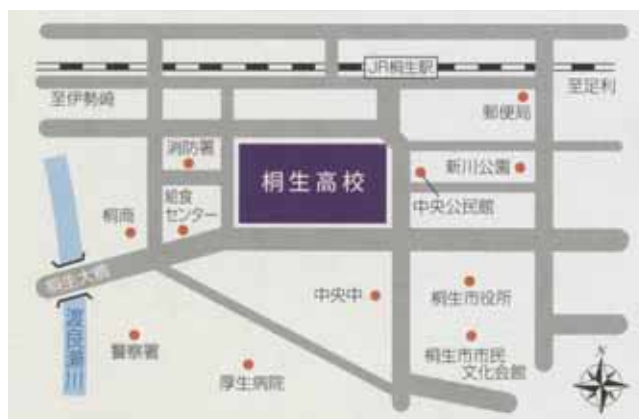 JR桐生駅
至伊勢崎
至足利
郵便局
消防署
桐生高校
新川公園
中央公民館
給食
センター
桐商
桐生大橋
渡良瀬川
中央中
桐生市役所
警察署
厚生病院
桐生市市民
文化会館
N